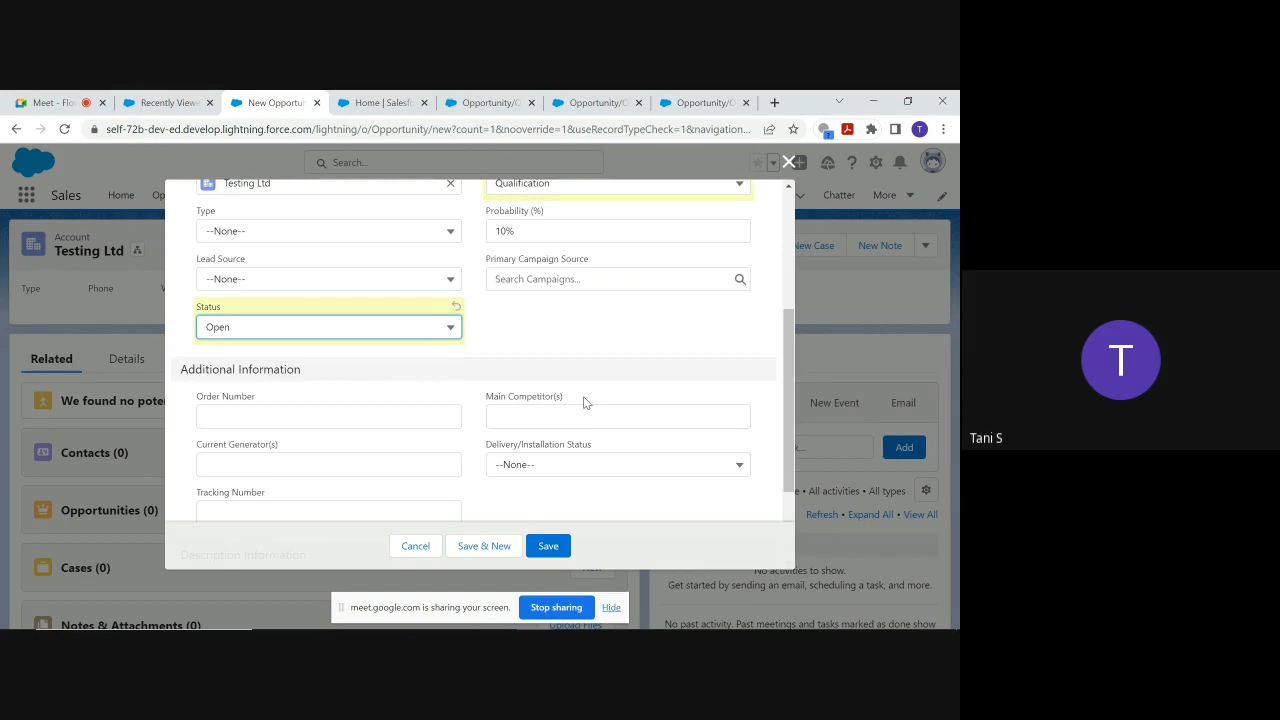 Meet - Flo
Recently Viewe
New Opportun
Home | Salesfo
Opportunity/O
Opportunity/O
Opportunity/O
self-72b-dev-ed.develop.lightning.force.com/lightning/o/Opportunity/new?count=1&nooverride=1&useRecordTypeCheck=1&navigation...
T
Search...
Sales
Home
Op
Chatter
More
Account
Testing Ltd
Type
Phone
New Case
New Note
Testing Ltd
Qualification
Type
Probability (%)
--None--
10%
Lead Source
Primary Campaign Source
--None--
Search Campaigns...
Status
Open
Additional Information
Order Number
Main Competitor(s)
Current Generator(s)
Delivery/Installation Status
--None--
Tracking Number
Description Information
Cancel
Save & New
Save
Related
Details
We found no poten
Contacts (0)
Opportunities (0)
Cases (0)
Notes & Attachments (0)
Upload Files
New Event
Email
Add
• All activities • All types
Refresh • Expand All • View All
No activities to show.
Get started by sending an email, scheduling a task, and more.
No past activity. Past meetings and tasks marked as done show
meet.google.com is sharing your screen.
Stop sharing
Hide
T
Tani S